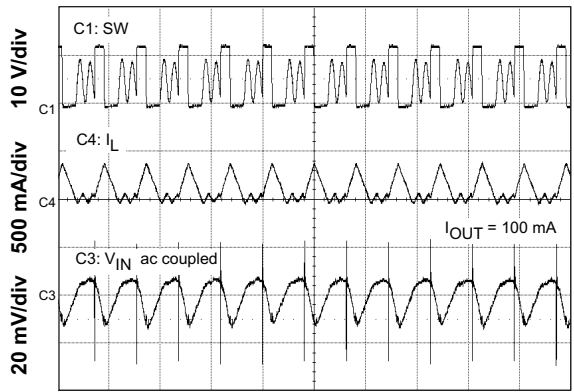 10 V/div
C1: SW
C1
500 mA/div
C4: IL
C4
IOUT = 100 mA
20 mV/div
C3: VIN ac coupled
C3